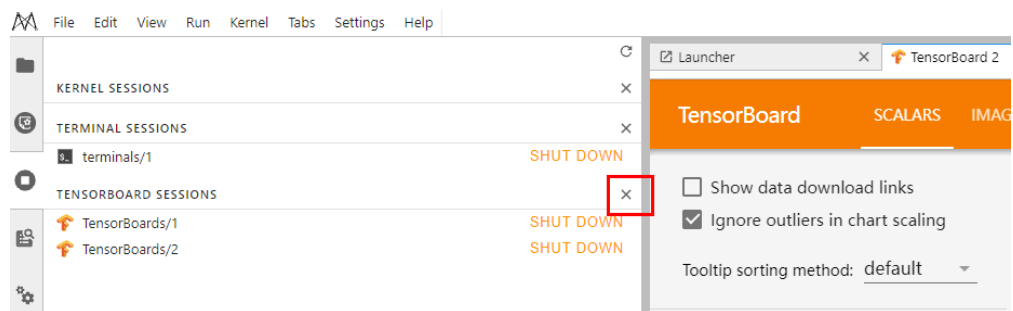 File Edit View Run Kernel Tabs Settings Help
KERNEL SESSIONS
TERMINAL SESSIONS
terminals/1 SHUT DOWN
TENSORBOARD SESSIONS
TensorBoards/1 SHUT DOWN
TensorBoards/2 SHUT DOWN
Launcher TensorBoard 2
TensorBoard SCALARS IMAG
Show data download links
Ignore outliers in chart scaling
Tooltip sorting method: default